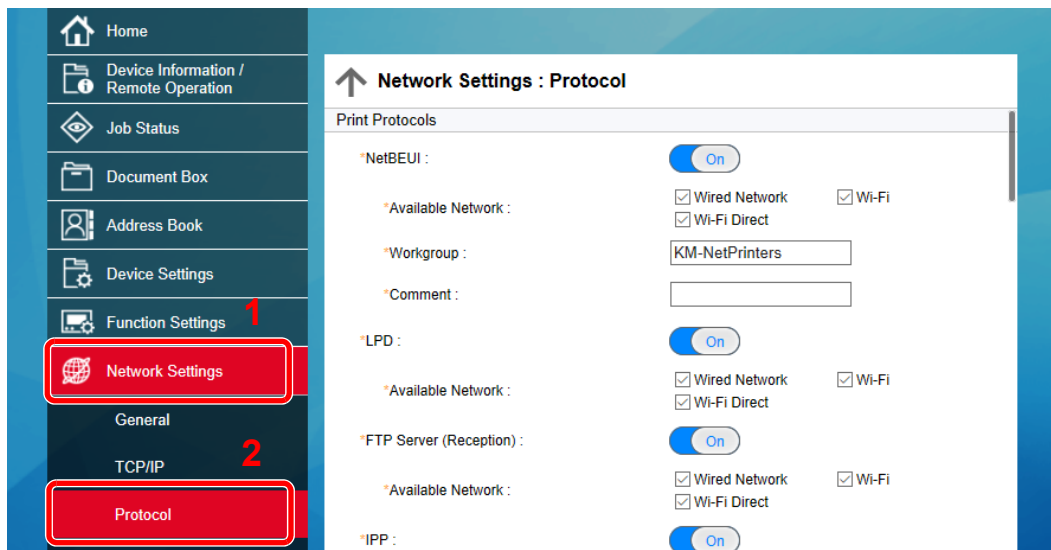 Home
Device Information /
Remote Operation
Job Status
Document Box
Address Book
Device Settings
Function Settings
1
Network Settings
General
2
TCP/IP
Protocol
Network Settings : Protocol
Print Protocols
*NetBEUI :
On
*Available Network :
Wired Network
Wi-Fi
Wi-Fi Direct
*Workgroup :
KM-NetPrinters
*Comment :
*LPD :
On
*Available Network :
Wired Network
Wi-Fi
Wi-Fi Direct
*FTP Server (Reception) :
On
*Available Network :
Wired Network
Wi-Fi
Wi-Fi Direct
*IPP :
On